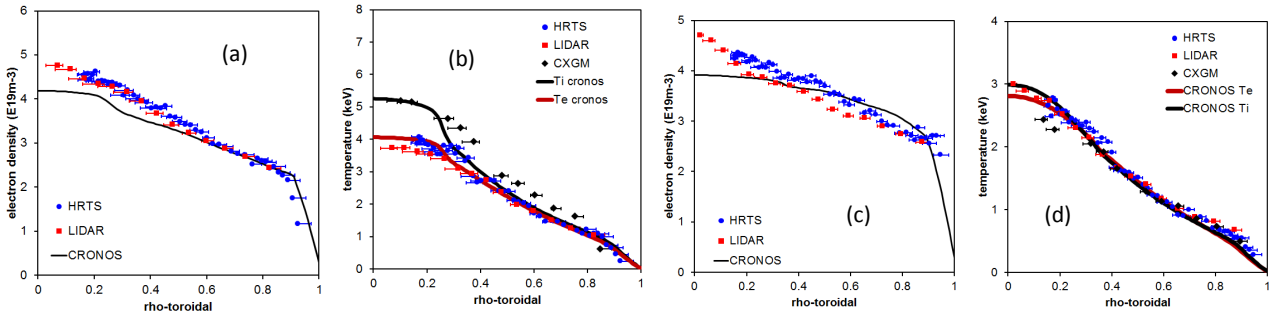 6
5
4
3
2
1
0
0
0.2
0.4
0.6
0.8
1
electron density (E19m-3)
rho-toroidal
(a)
HRTS
LIDAR
CRONOS
8
7
6
5
4
3
2
1
0
0
0.2
0.4
0.6
0.8
1
temperature (keV)
rho-toroidal
(b)
HRTS
LIDAR
CXGM
Ti cronos
Te cronos
5
4
3
2
1
0
0
0.2
0.4
0.6
0.8
1
electron density (E19m-3)
rho-toroidal
(c)
HRTS
LIDAR
CRONOS
4
3
2
1
0
0
0.2
0.4
0.6
0.8
1
temperature (keV)
rho-toroidal
(d)
HRTS
LIDAR
CXGM
CRONOS Te
CRONOS Ti